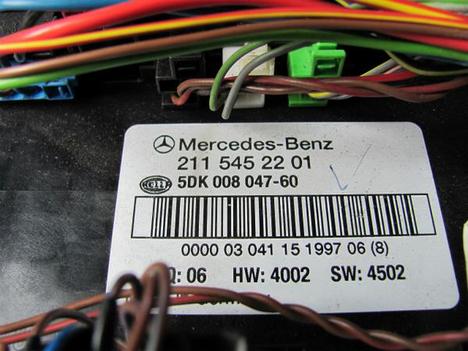 Mercedes-Benz
211 545 22 01
5DK 008 047-60
0000 03 041 15 1997 06 (8)
Q: 06 HW: 4002 SW: 4502